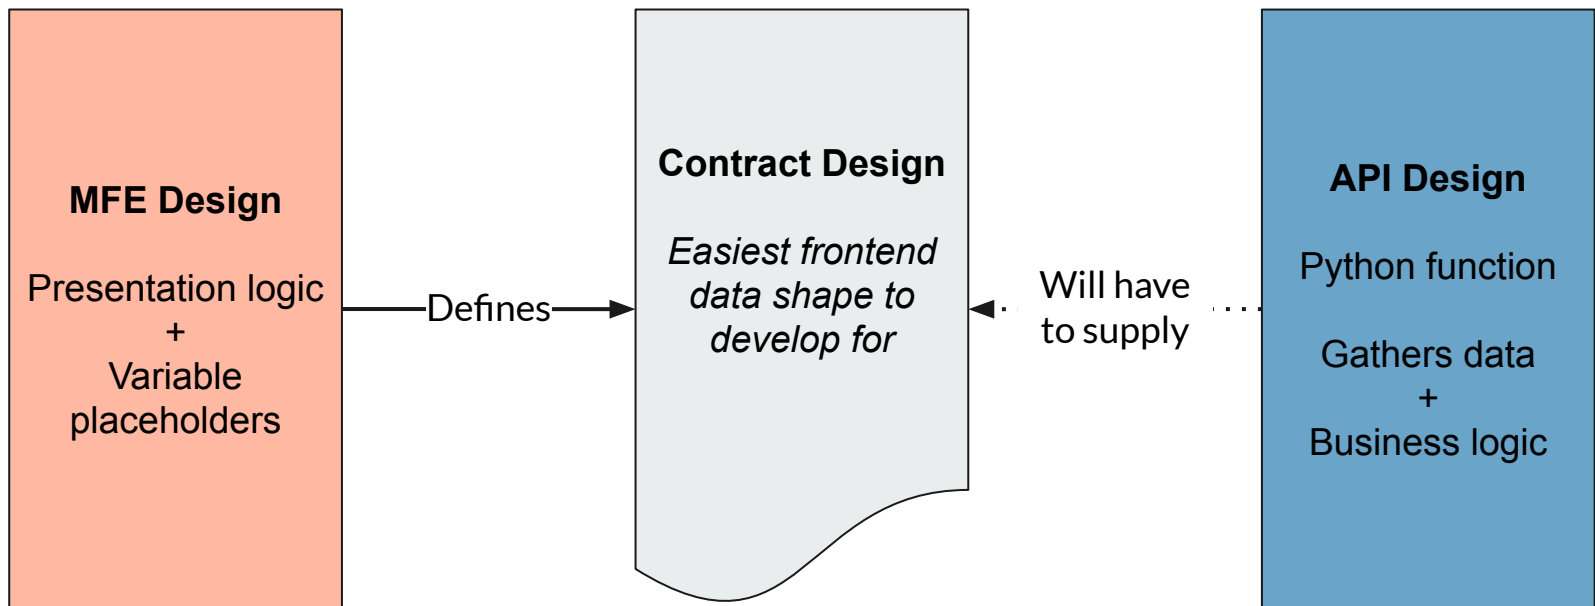 MFE Design
Presentation logic
+
Variable
placeholders
Defines
Contract Design
Easiest frontend
data shape to
develop for
Will have
to supply
API Design
Python function
Gathers data
+
Business logic